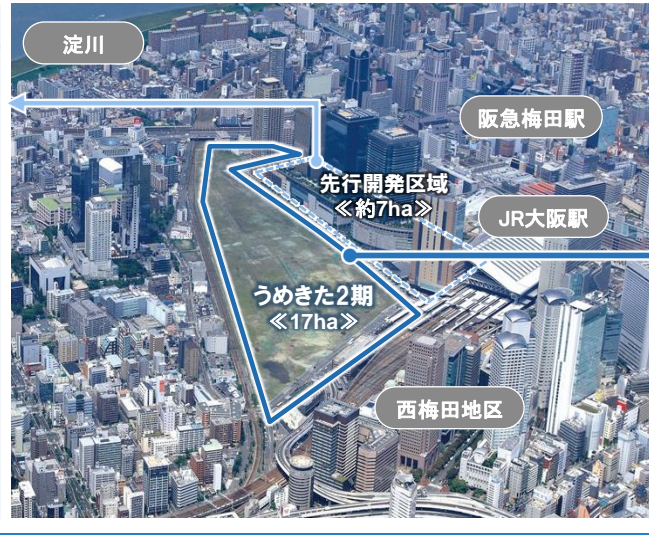 淀川
阪急梅田駅
先行開発区域
≪約7ha≫
JR大阪駅
うめきた2期
≪17ha≫
西梅田地区